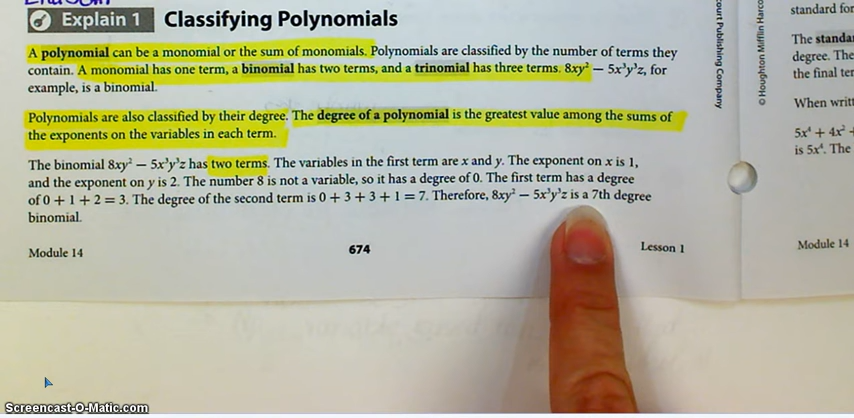 Explain 1 Classifying Polynomials
A polynomial can be a monomial or the sum of monomials. Polynomials are classified by the number of terms they
contain. A monomial has one term, a binomial has two terms, and a trinomial has three terms. 8xy² – 5x³y³z, for
example, is a binomial.
Polynomials are also classified by their degree. The degree of a polynomial is the greatest value among the sums of
the exponents on the variables in each term.
The binomial 8xy² – 5x³y³z has two terms. The variables in the first term are x and y. The exponent on x is 1,
and the exponent on y is 2. The number 8 is not a variable, so it has a degree of 0. The first term has a degree
of 0 + 1 + 2 = 3. The degree of the second term is 0 + 3 + 3 + 1 = 7. Therefore, 8xy² – 5x³y³z is a 7th degree
binomial.
Module 14
674
Lesson 1
court Publishing Company
© Houghton Mifflin Harco
standard for
The standa
degree. The
the final ter
When writt
5x⁴ + 4x² +
is 5x⁴. The
Module 14
Screencast-O-Matic.com